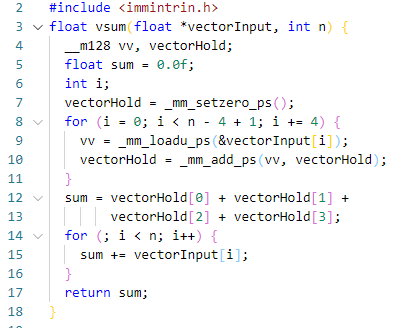 2 #include <immintrin.h>
3 float vsum(float *vectorInput, int n) {
4   __m128 vv, vectorHold;
5   float sum = 0.0f;
6   int i;
7   vectorHold = _mm_setzero_ps();
8   for (i = 0; i < n - 4 + 1; i += 4) {
9     vv = _mm_loadu_ps(&vectorInput[i]);
10     vectorHold = _mm_add_ps(vv, vectorHold);
11   }
12   sum = vectorHold[0] + vectorHold[1] +
13         vectorHold[2] + vectorHold[3];
14   for (; i < n; i++) {
15     sum += vectorInput[i];
16   }
17   return sum;
18 }